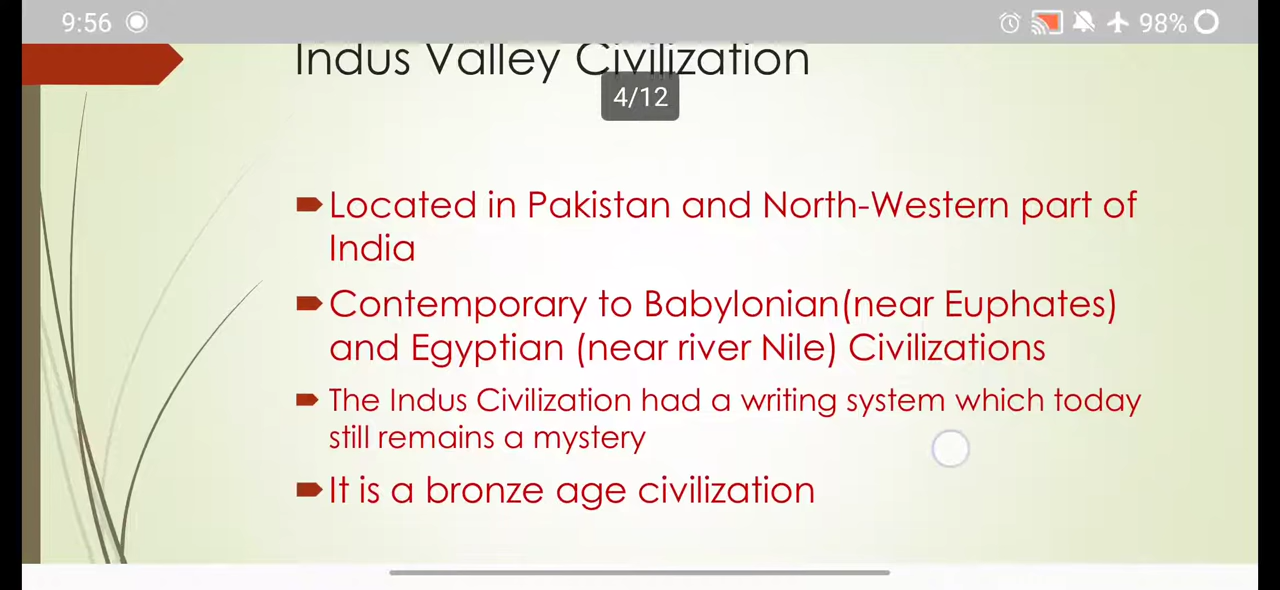 9:56
98%
Indus Valley Civilization
4/12
Located in Pakistan and North-Western part of
India
Contemporary to Babylonian(near Euphates)
and Egyptian (near river Nile) Civilizations
The Indus Civilization had a writing system which today
still remains a mystery
It is a bronze age civilization